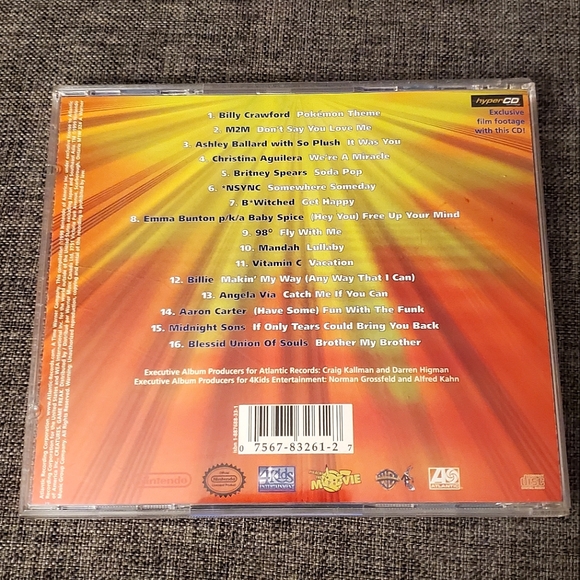 hyperCD
Exclusive
film footage
with this CD!
1. Billy Crawford Pokémon Theme
2. M2M Don't Say You Love Me
3. Ashley Ballard with So Plush It Was You
4. Christina Aguilera We're A Miracle
5. Britney Spears Soda Pop
6. *NSYNC Somewhere Someday
7. B*Witched Get Happy
8. Emma Bunton p/k/a Baby Spice (Hey You) Free Up Your Mind
9. 98° Fly With Me
10. Mandah Lullaby
11. Vitamin C Vacation
12. Billie Makin' My Way (Any Way That I Can)
13. Angela Via Catch Me If You Can
14. Aaron Carter (Have Some) Fun With The Funk
15. Midnight Sons If Only Tears Could Bring You Back
16. Blessid Union Of Souls Brother My Brother
Executive Album Producers for Atlantic Records: Craig Kallman and Darren Higman
Executive Album Producers for 4Kids Entertainment: Norman Grossfeld and Alfred Kahn
0 7567-83261-2 7
Nintendo
4Kids
ENTERTAINMENT
MOVIE
WB
ATLANTIC